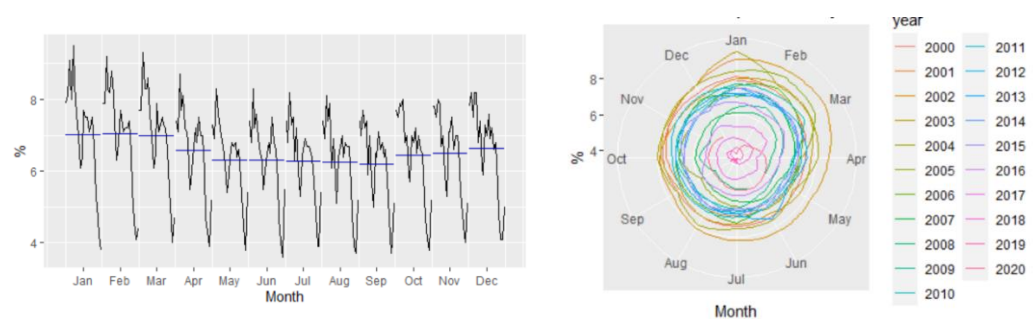 8
6
4
%
Jan Feb Mar Apr May Jun Jul Aug Sep Oct Nov Dec
Month
Jan
Dec Feb
8
Nov Mar
6
%
4
Oct Apr
Sep May
Aug Jun
Jul
Month
year
2000 2011
2001 2012
2002 2013
2003 2014
2004 2015
2005 2016
2006 2017
2007 2018
2008 2019
2009 2020
2010